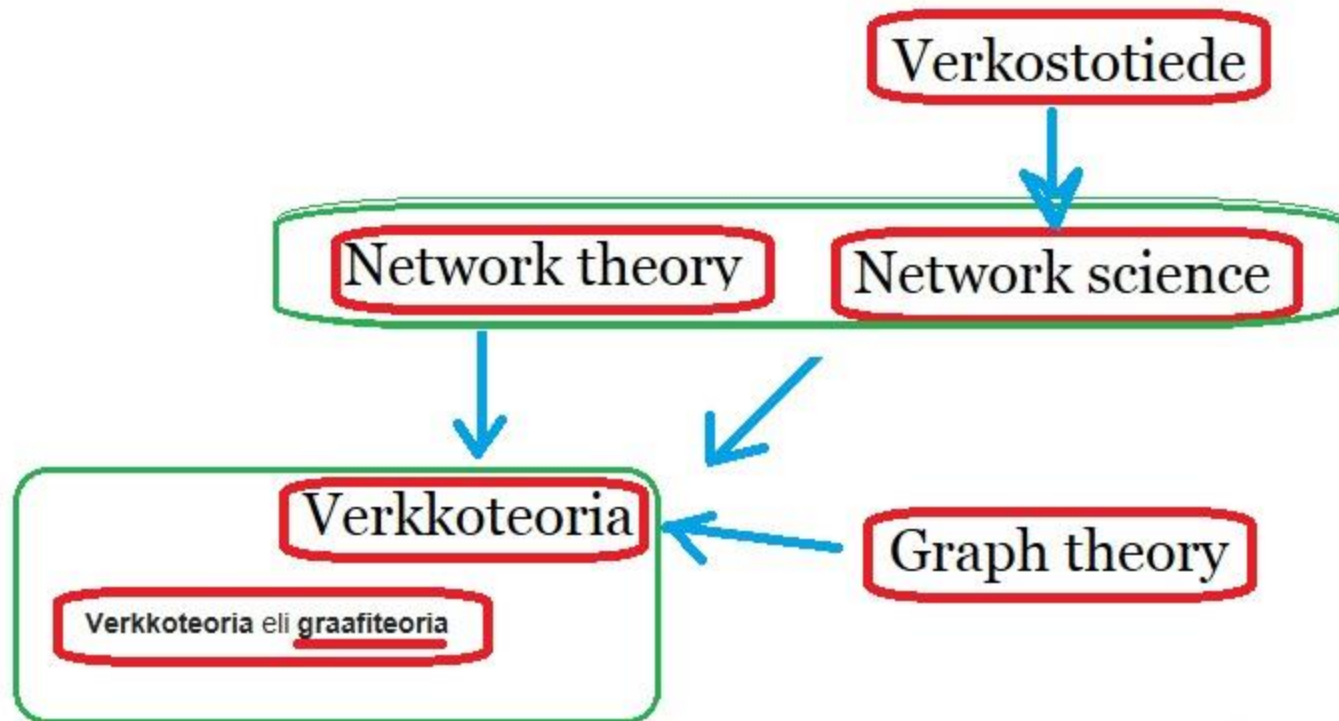 Verkostotiede
Network theory
Network science
Verkkoteoria
Graph theory
Verkkoteoria eli graafiteoria